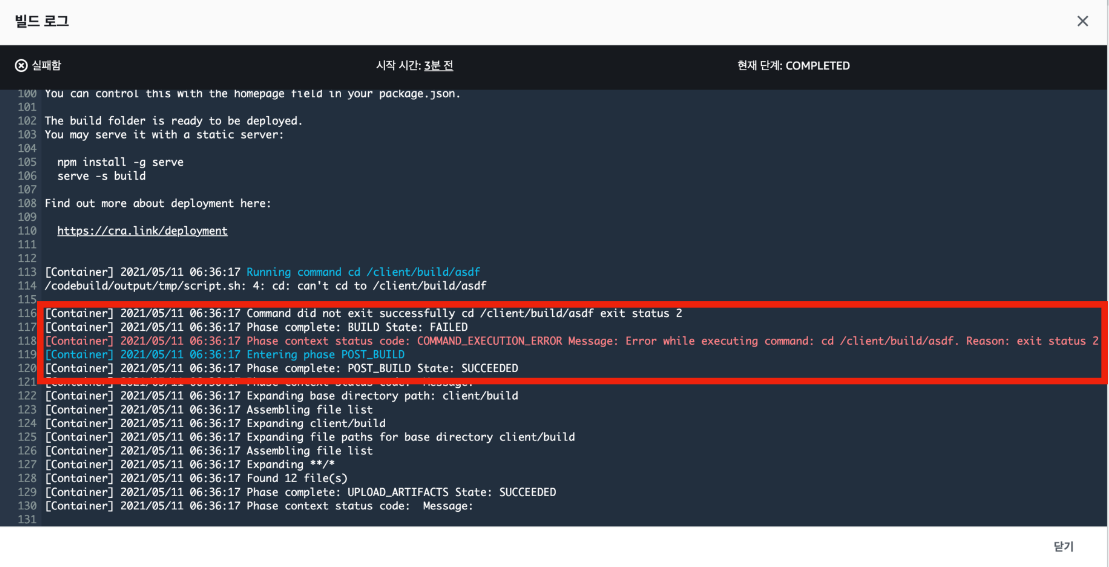 빌드 로그
실패함 시작 시간: 3분 전 현재 단계: COMPLETED
100 You can control this with the homepage field in your package.json.
101
102 The build folder is ready to be deployed.
103 You may serve it with a static server:
104
105 npm install -g serve
106 serve -s build
107
108 Find out more about deployment here:
109
110 https://cra.link/deployment
111
112
113 [Container] 2021/05/11 06:36:17 Running command cd /client/build/asdf
114 /codebuild/output/tmp/script.sh: 4: cd: can't cd to /client/build/asdf
115
116 [Container] 2021/05/11 06:36:17 Command did not exit successfully cd /client/build/asdf exit status 2
117 [Container] 2021/05/11 06:36:17 Phase complete: BUILD State: FAILED
118 [Container] 2021/05/11 06:36:17 Phase context status code: COMMAND_EXECUTION_ERROR Message: Error while executing command: cd /client/build/asdf. Reason: exit status 2
119 [Container] 2021/05/11 06:36:17 Entering phase POST_BUILD
120 [Container] 2021/05/11 06:36:17 Phase complete: POST_BUILD State: SUCCEEDED
121 [Container] 2021/05/11 06:36:17 Phase context status code: Message:
122 [Container] 2021/05/11 06:36:17 Expanding base directory path: client/build
123 [Container] 2021/05/11 06:36:17 Assembling file list
124 [Container] 2021/05/11 06:36:17 Expanding client/build
125 [Container] 2021/05/11 06:36:17 Expanding file paths for base directory client/build
126 [Container] 2021/05/11 06:36:17 Assembling file list
127 [Container] 2021/05/11 06:36:17 Expanding **/*
128 [Container] 2021/05/11 06:36:17 Found 12 file(s)
129 [Container] 2021/05/11 06:36:17 Phase complete: UPLOAD_ARTIFACTS State: SUCCEEDED
130 [Container] 2021/05/11 06:36:17 Phase context status code: Message:
131
닫기